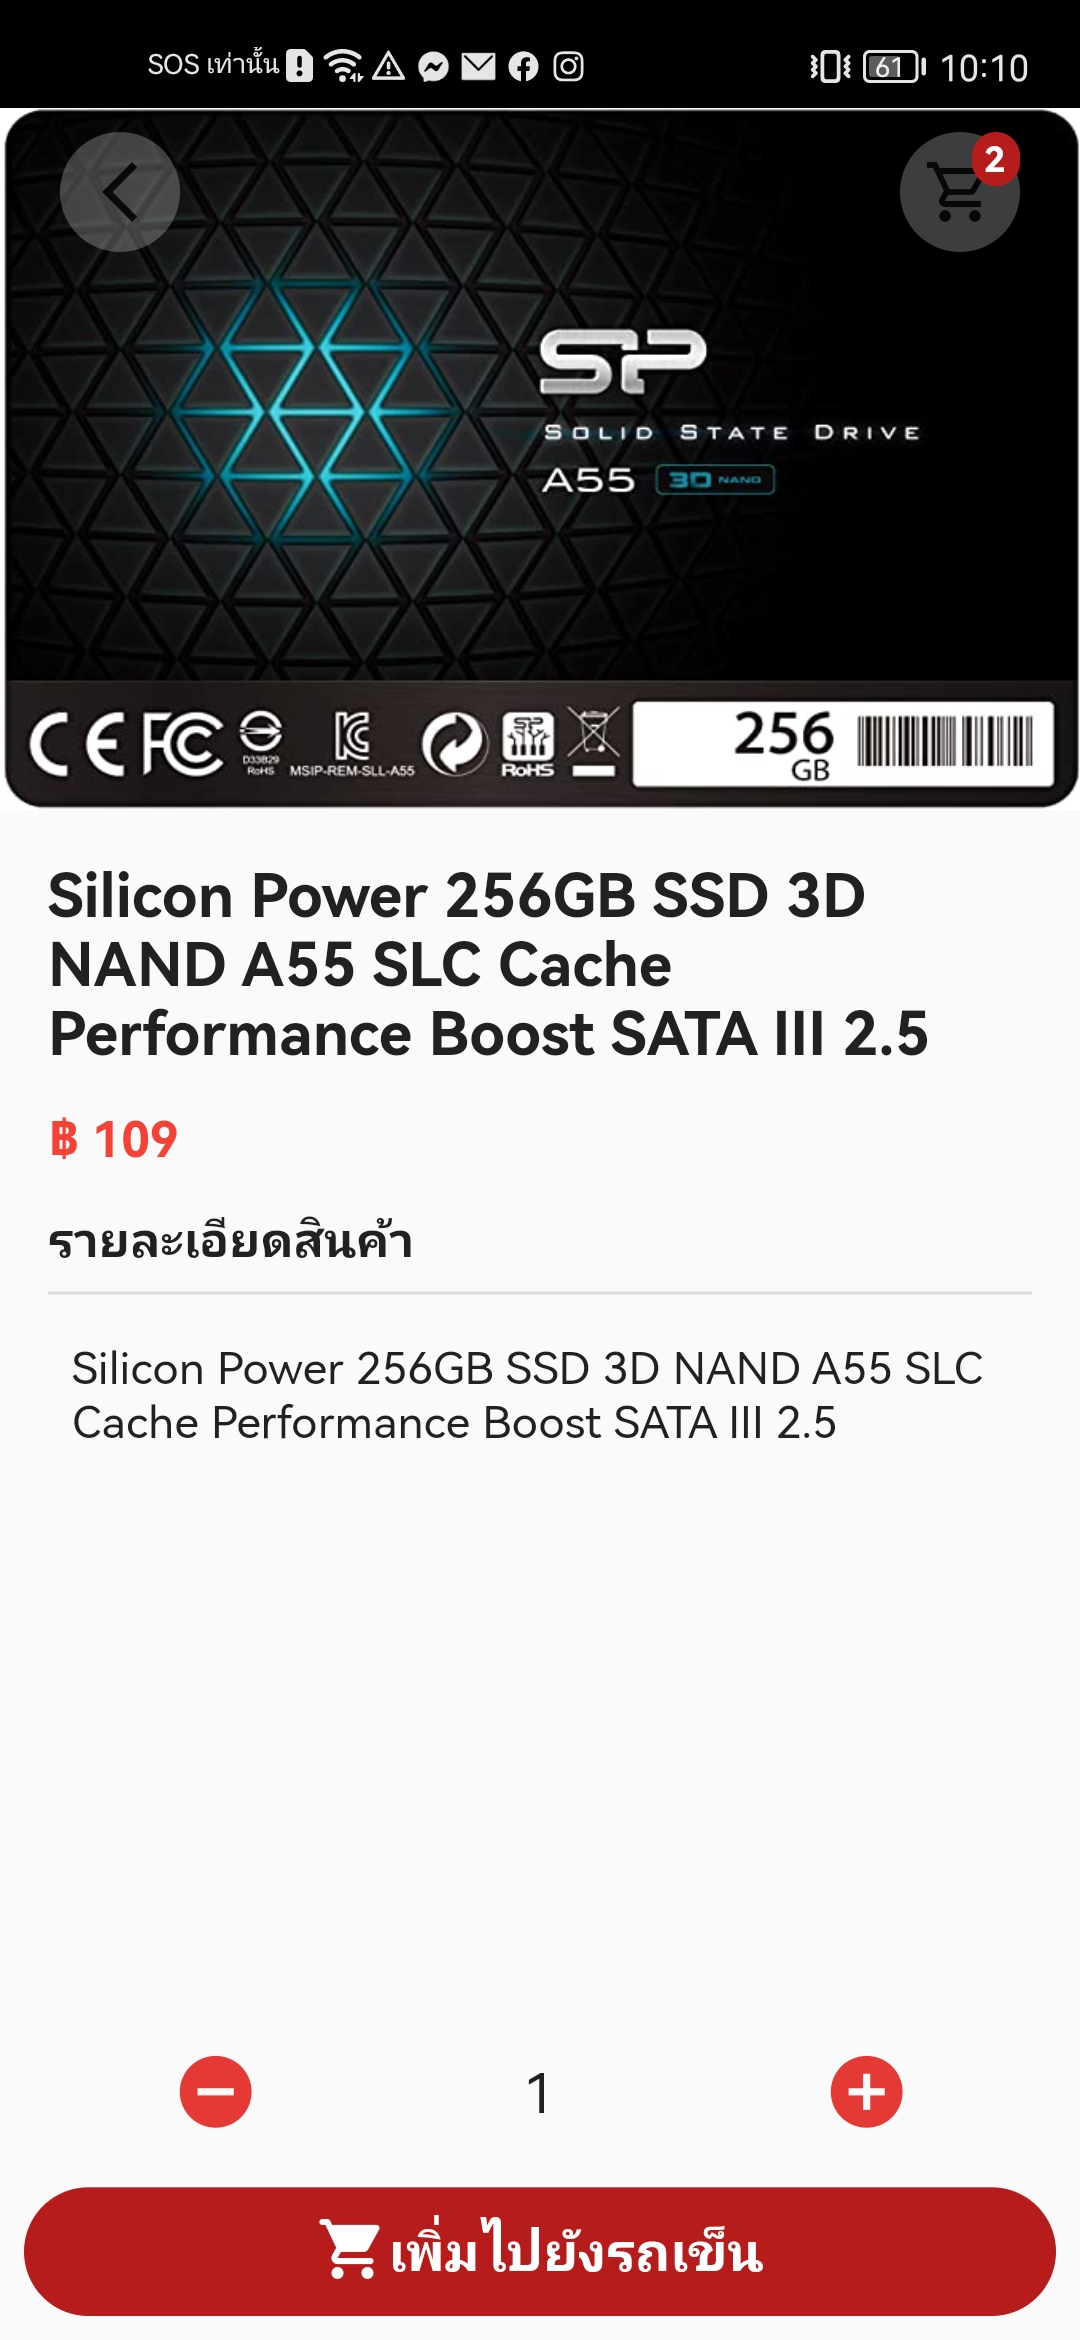 SOS เท่านั้น
61
10:10
2
SP
SOLID STATE DRIVE
A55 3D NAND
CE FC
D33B29
RoHS
MSIP-REM-SLL-A55
SP
RoHS
256
GB
Silicon Power 256GB SSD 3D
NAND A55 SLC Cache
Performance Boost SATA III 2.5
฿ 109
รายละเอียดสินค้า
Silicon Power 256GB SSD 3D NAND A55 SLC
Cache Performance Boost SATA III 2.5
1
เพิ่มไปยังรถเข็น